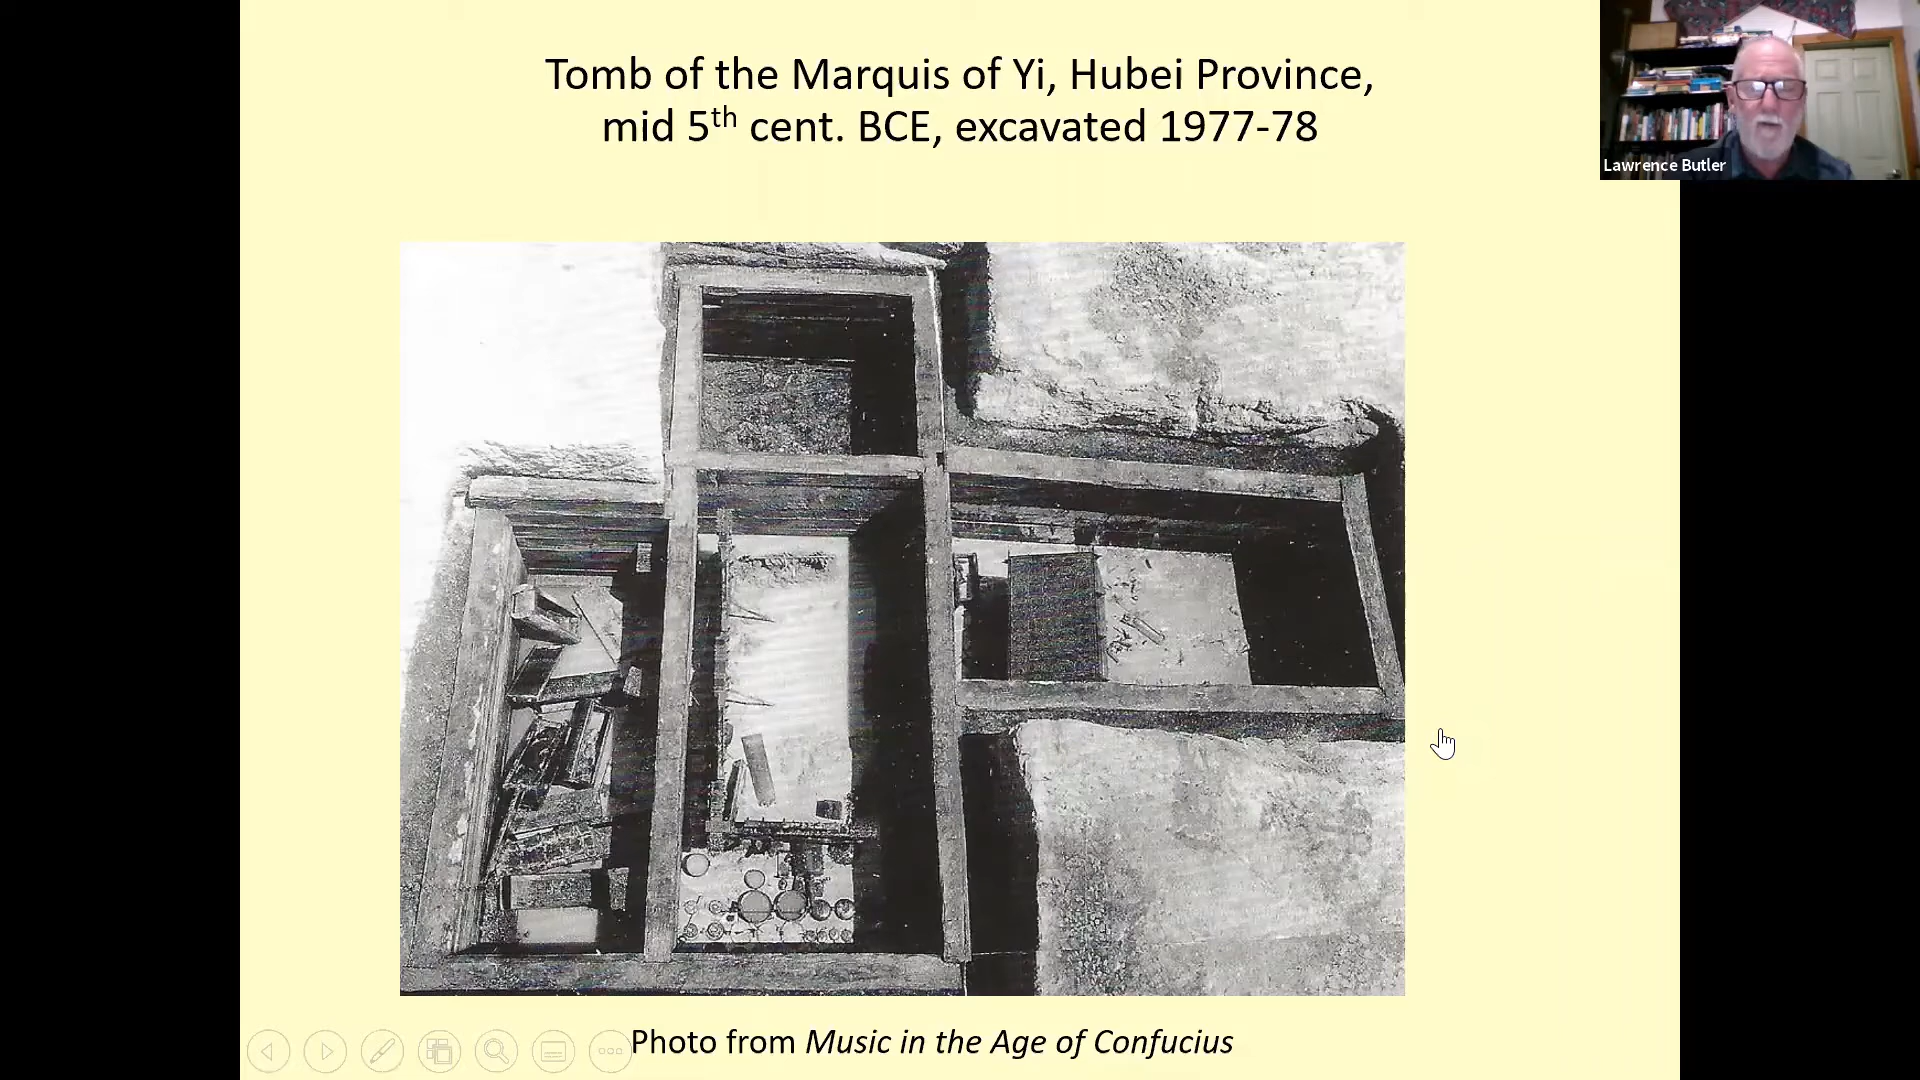 Tomb of the Marquis of Yi, Hubei Province,
mid 5th cent. BCE, excavated 1977-78
Lawrence Butler
Photo from Music in the Age of Confucius